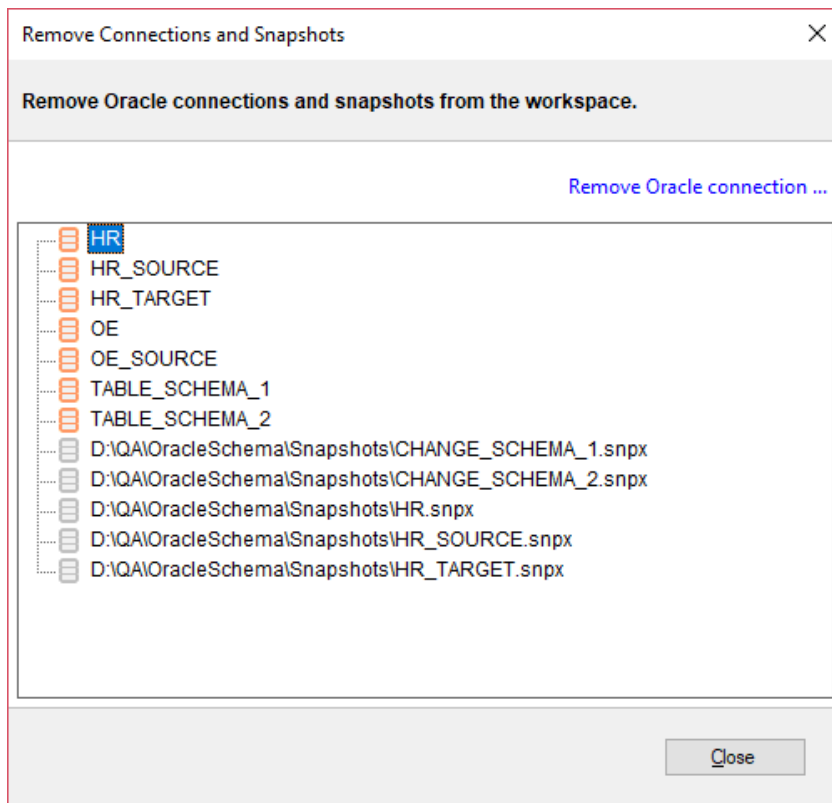 Remove Connections and Snapshots
Remove Oracle connections and snapshots from the workspace.
Remove Oracle connection ...
HR
HR_SOURCE
HR_TARGET
OE
OE_SOURCE
TABLE_SCHEMA_1
TABLE_SCHEMA_2
D:\QA\OracleSchema\Snapshots\CHANGE_SCHEMA_1.snpx
D:\QA\OracleSchema\Snapshots\CHANGE_SCHEMA_2.snpx
D:\QA\OracleSchema\Snapshots\HR.snpx
D:\QA\OracleSchema\Snapshots\HR_SOURCE.snpx
D:\QA\OracleSchema\Snapshots\HR_TARGET.snpx
Close